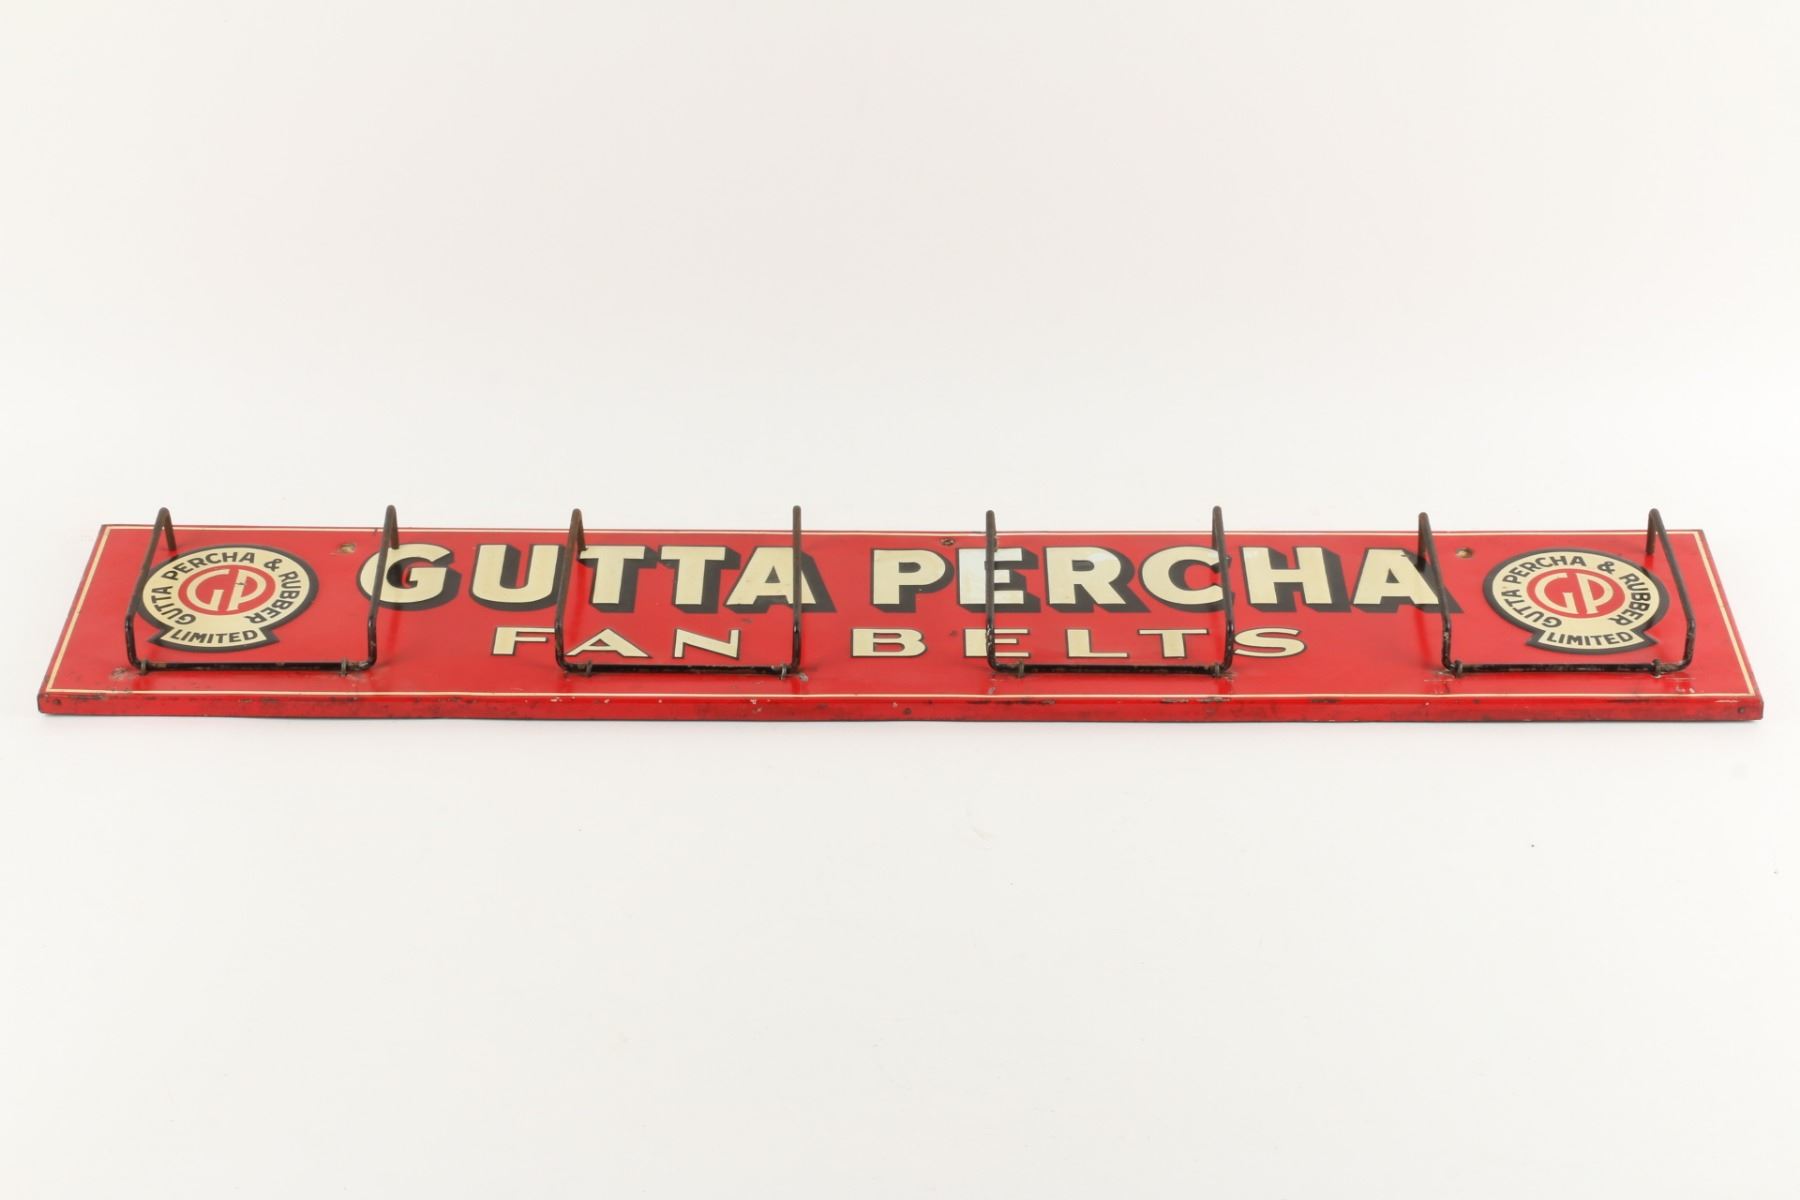 GUTTA PERCHA & RUBBER
LIMITED
GP
GUTTA PERCHA
FAN BELTS
GUTTA PERCHA & RUBBER
LIMITED
GP